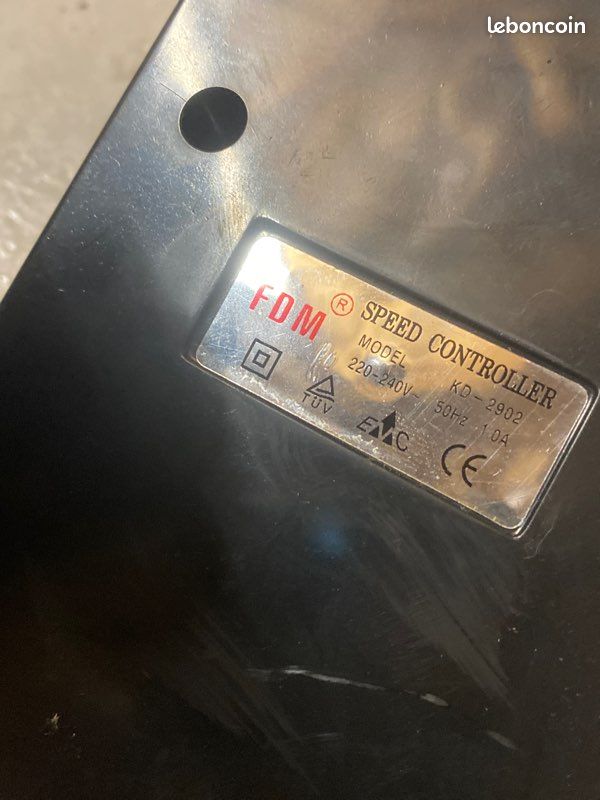 leboncoin
FDM ® SPEED CONTROLLER
MODEL KD-2902
220-240V~ 50Hz 1.0A
TÜV EMC CE